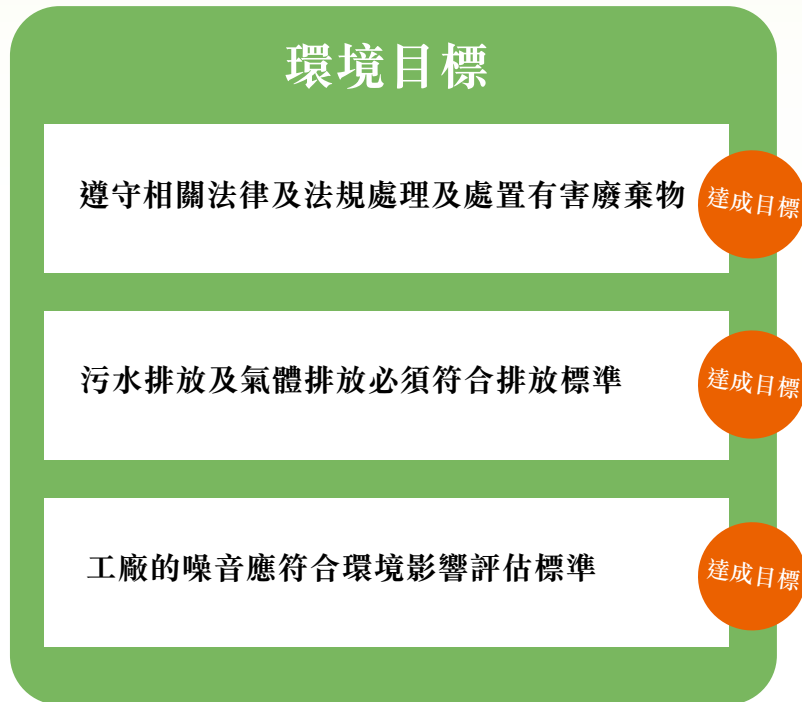 環境目標
遵守相關法律及法規處理及處置有害廢棄物
達成目標
污水排放及氣體排放必須符合排放標準
達成目標
工廠的噪音應符合環境影響評估標準
達成目標